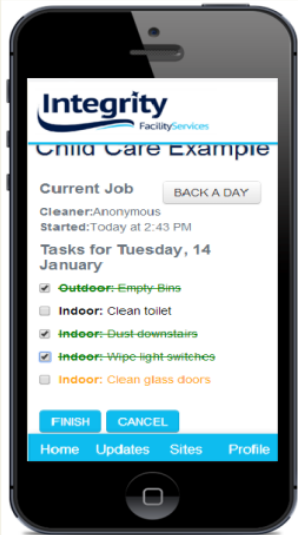 Integrity
FacilityServices
Child Care Example
Current Job
BACK A DAY
Cleaner:Anonymous
Started:Today at 2:43 PM
Tasks for Tuesday, 14
January
Outdoor: Empty Bins
Indoor: Clean toilet
Indoor: Dust downstairs
Indoor: Wipe light switches
Indoor: Clean glass doors
FINISH CANCEL
Home Updates Sites Profile